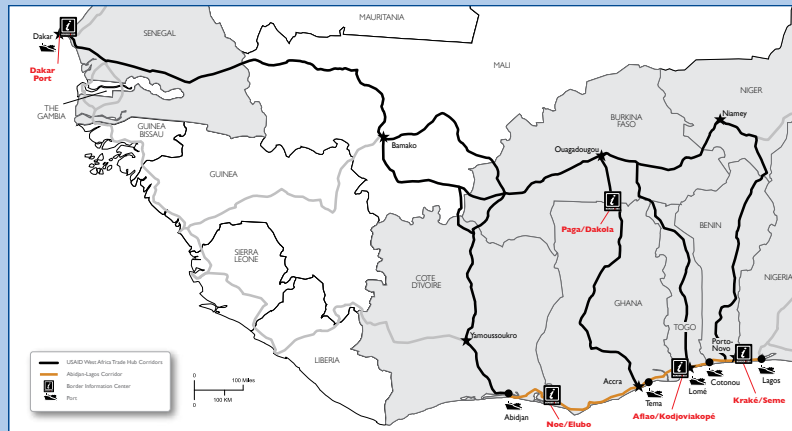 MAURITANIA
SENEGAL
Dakar
Dakar
Port
MALI
NIGER
THE
GAMBIA
GUINEA
BISSAU
BURKINA
FASO
Niamey
Bamako
Ouagadougou
GUINEA
Paga/Dakola
BENIN
SIERRA
LEONE
COTE
D'IVOIRE
NIGERIA
GHANA
TOGO
Yamoussoukro
Porto-
Novo
LIBERIA
USAID West Africa Trade Hub Corridors
Abidjan-Lagos Corridor
Border Information Center
Port
0
100 Miles
0
100 KM
Accra
Tema
Lomé
Cotonou
Lagos
Abidjan
Noe/Elubo
Aflao/Kodjoviakopé
Kraké/Seme